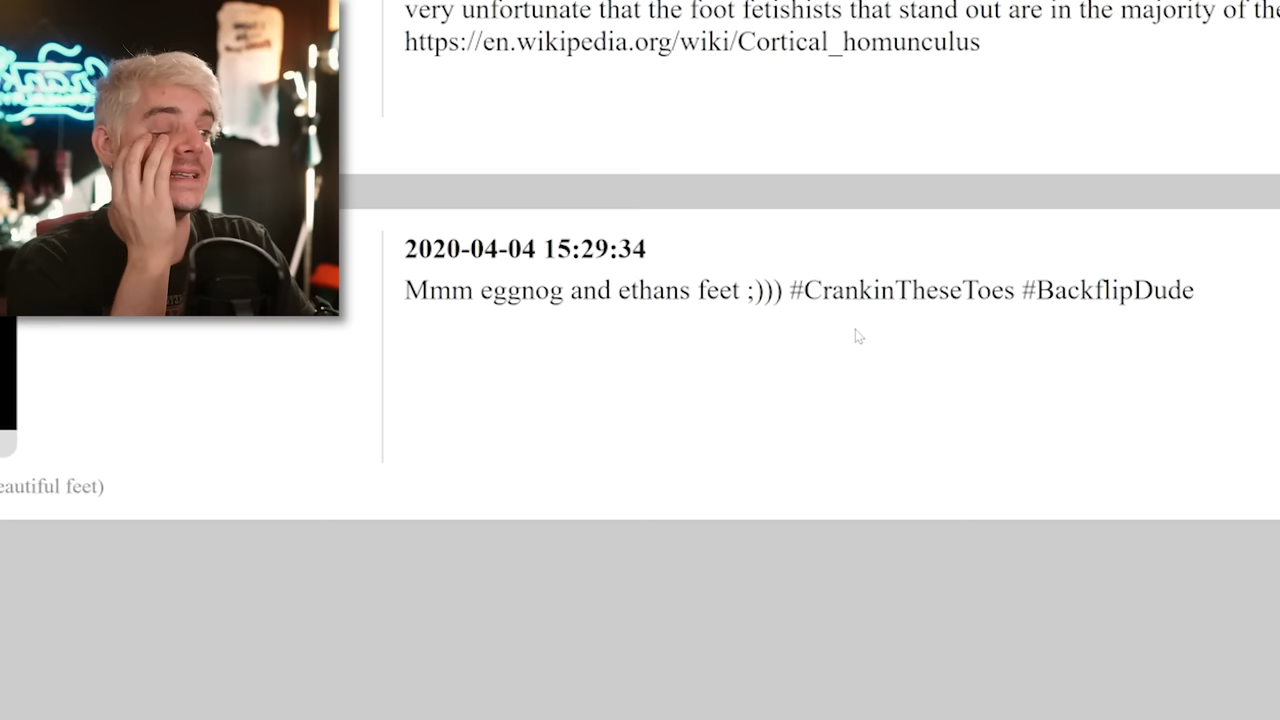 very unfortunate that the foot fetishists that stand out are in the majority of the
https://en.wikipedia.org/wiki/Cortical_homunculus
2020-04-04 15:29:34
Mmm eggnog and ethans feet ;))) #CrankinTheseToes #BackflipDude
eautiful feet)